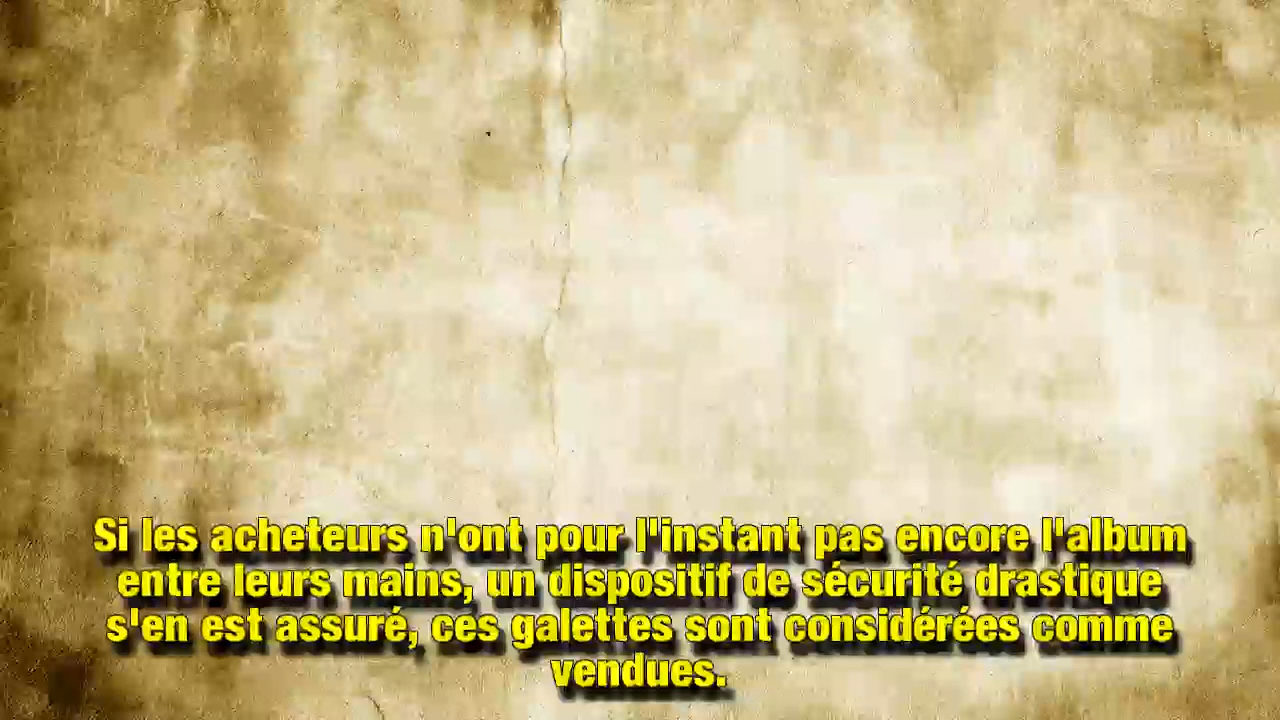 Si les acheteurs n'ont pour l'instant pas encore l'album
entre leurs mains, un dispositif de sécurité drastique
s'en est assuré, ces galettes sont considérées comme
vendues.